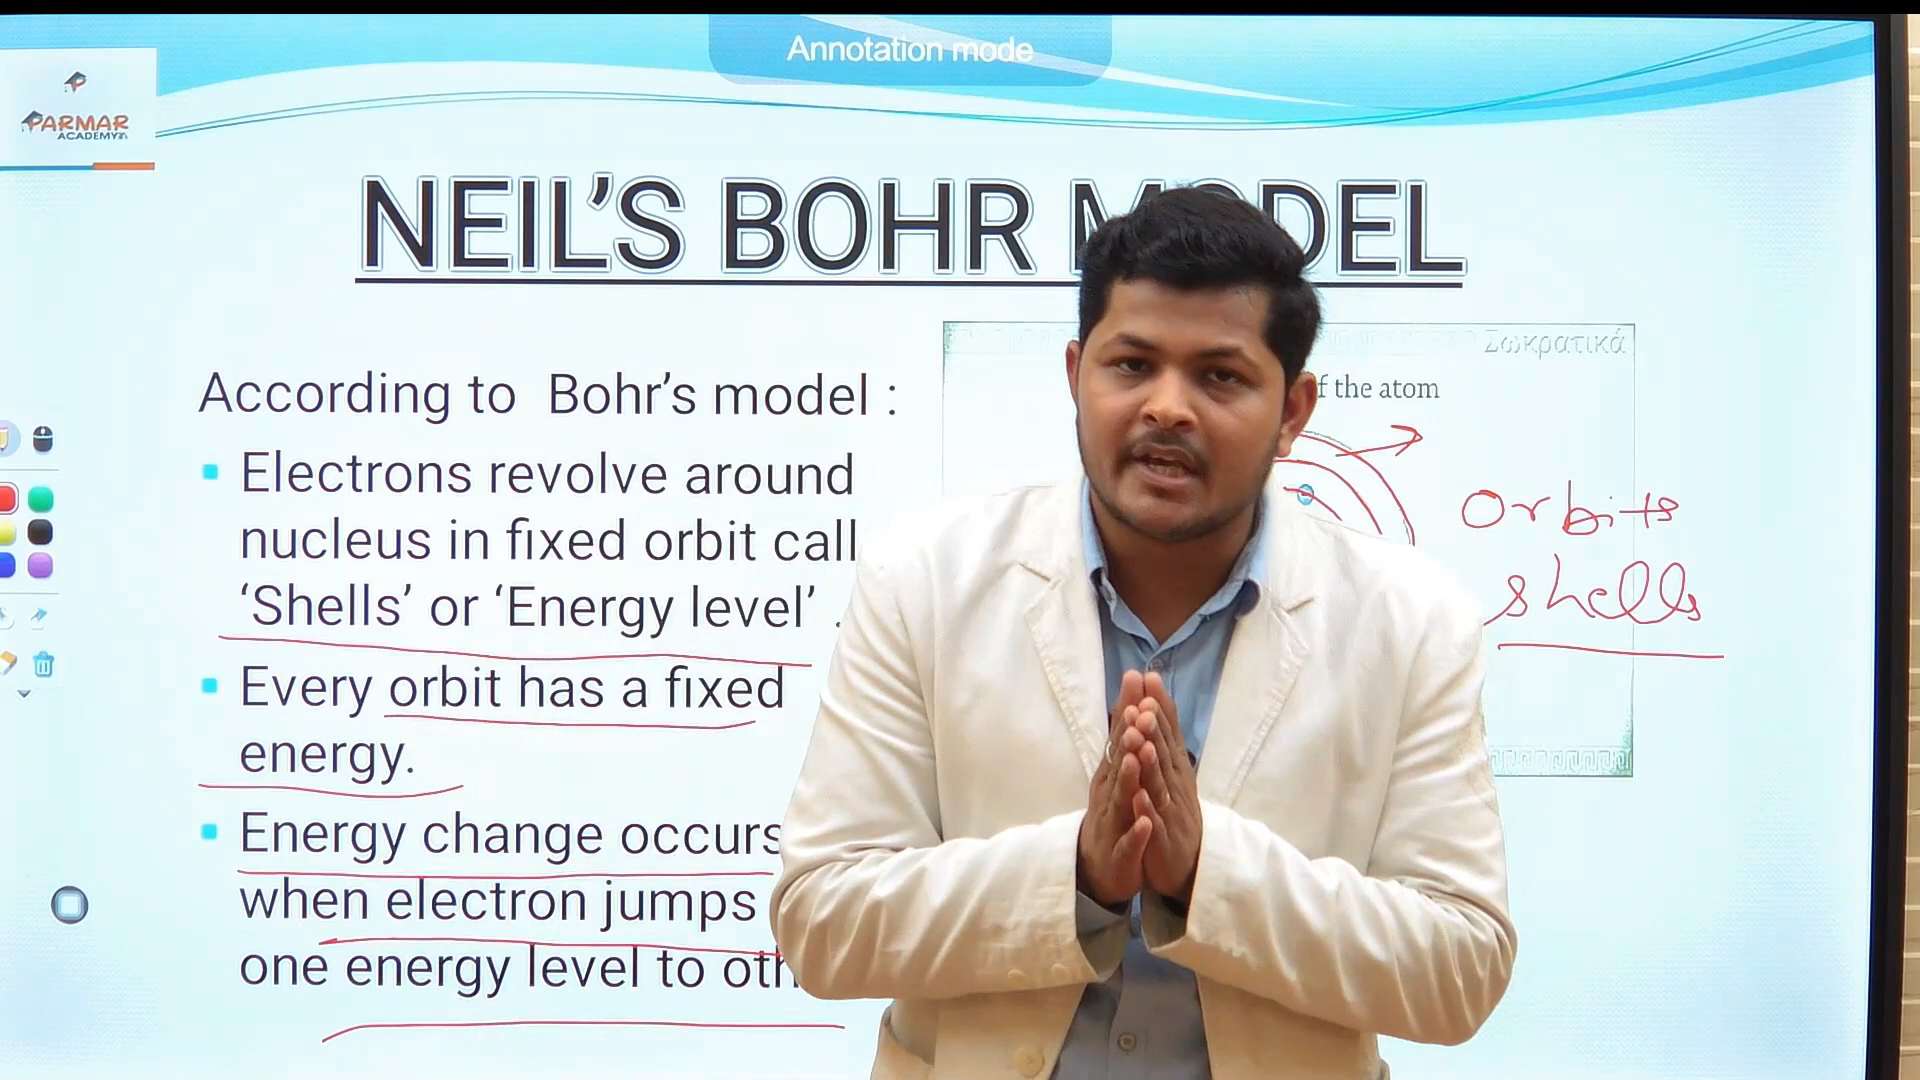 Annotation mode
PARMAR
ACADEMY
NEIL'S BOHR MODEL
Σωκρατικά
According to Bohr's model :
f the atom
Electrons revolve around
nucleus in fixed orbit call
'Shells' or 'Energy level' .
orbits
shells
Every orbit has a fixed
energy.
Energy change occurs
when electron jumps
one energy level to oth